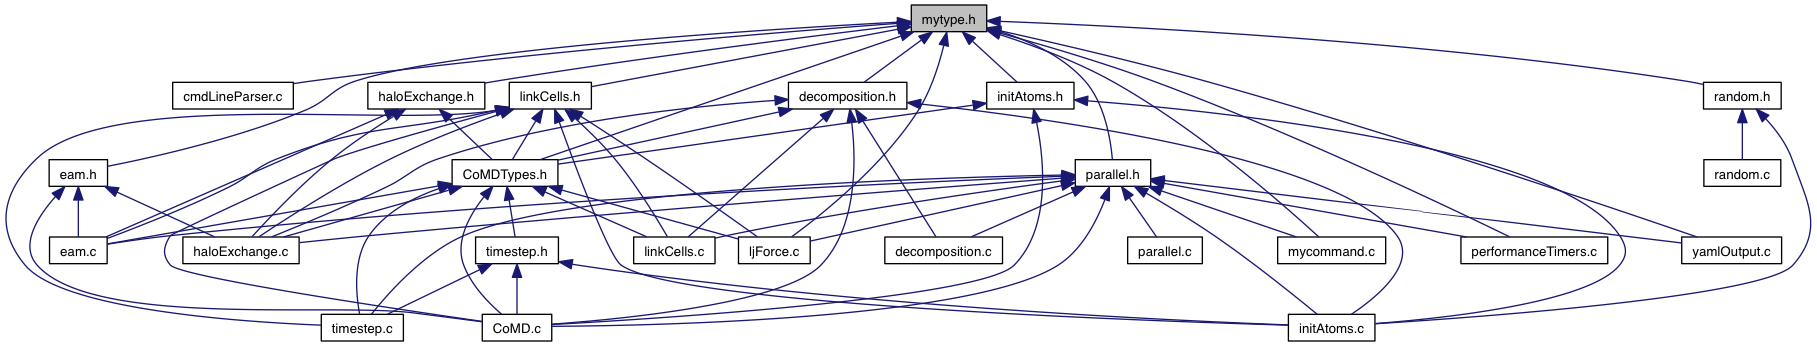 mytype.h
cmdLineParser.c
haloExchange.h
linkCells.h
decomposition.h
initAtoms.h
random.h
eam.h
CoMDTypes.h
parallel.h
random.c
eam.c
haloExchange.c
timestep.h
linkCells.c
ljForce.c
decomposition.c
parallel.c
mycommand.c
performanceTimers.c
yamlOutput.c
timestep.c
CoMD.c
initAtoms.c